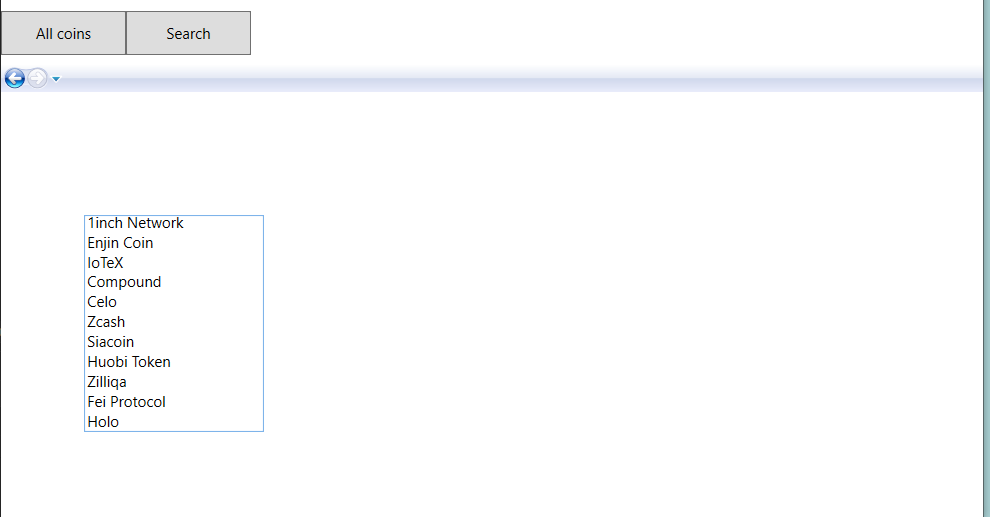 All coins
Search
1inch Network
Enjin Coin
IoTeX
Compound
Celo
Zcash
Siacoin
Huobi Token
Zilliqa
Fei Protocol
Holo